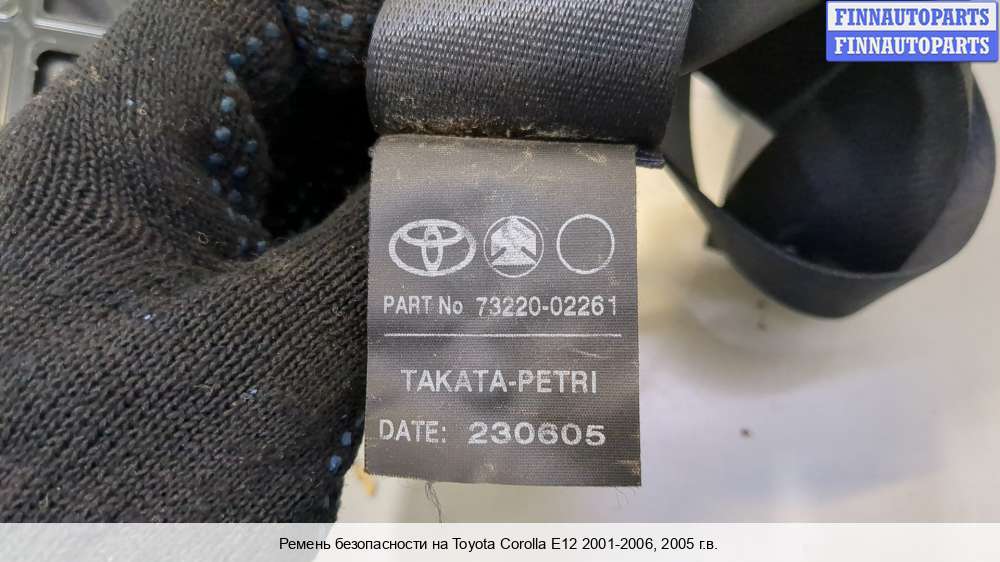 FINNAUTOPARTS
FINNAUTOPARTS
PART No 73220-02261
TAKATA-PETRI
DATE: 230605
Ремень безопасности на Toyota Corolla E12 2001-2006, 2005 г.в.